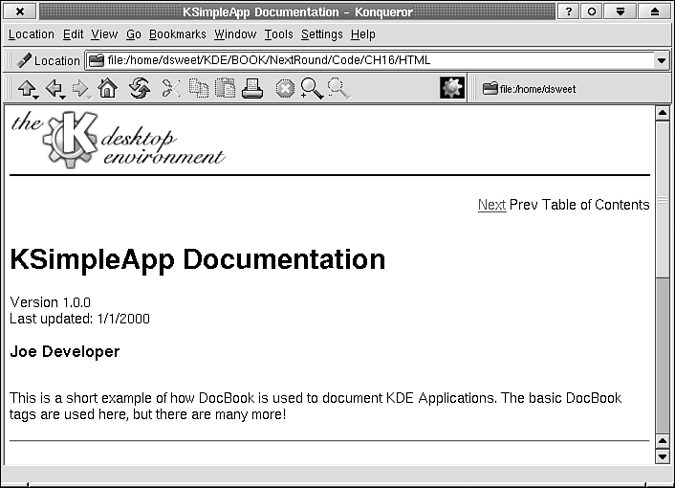 KSimpleApp Documentation - Konqueror
Location Edit View Go Bookmarks Window Tools Settings Help
Location file:/home/dsweet/KDE/BOOK/NextRound/Code/CH16/HTML
file:/home/dsweet
the K desktop
environment
Next Prev Table of Contents
KSimpleApp Documentation
Version 1.0.0
Last updated: 1/1/2000
Joe Developer
This is a short example of how DocBook is used to document KDE Applications. The basic DocBook
tags are used here, but there are many more!